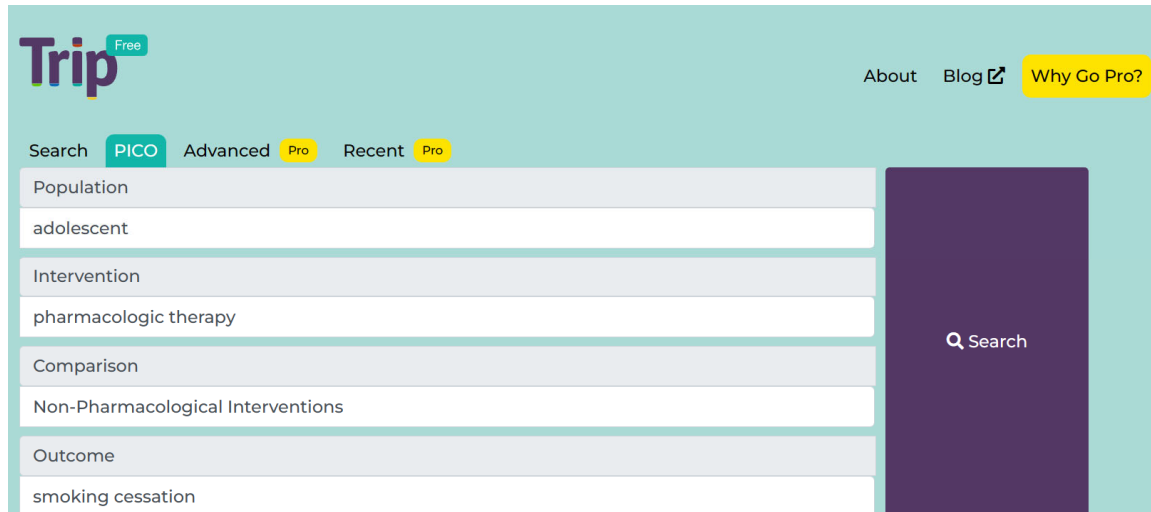 Trip Free
About Blog Why Go Pro?
Search PICO Advanced Pro Recent Pro
Population
adolescent
Intervention
pharmacologic therapy
Search
Comparison
Non-Pharmacological Interventions
Outcome
smoking cessation